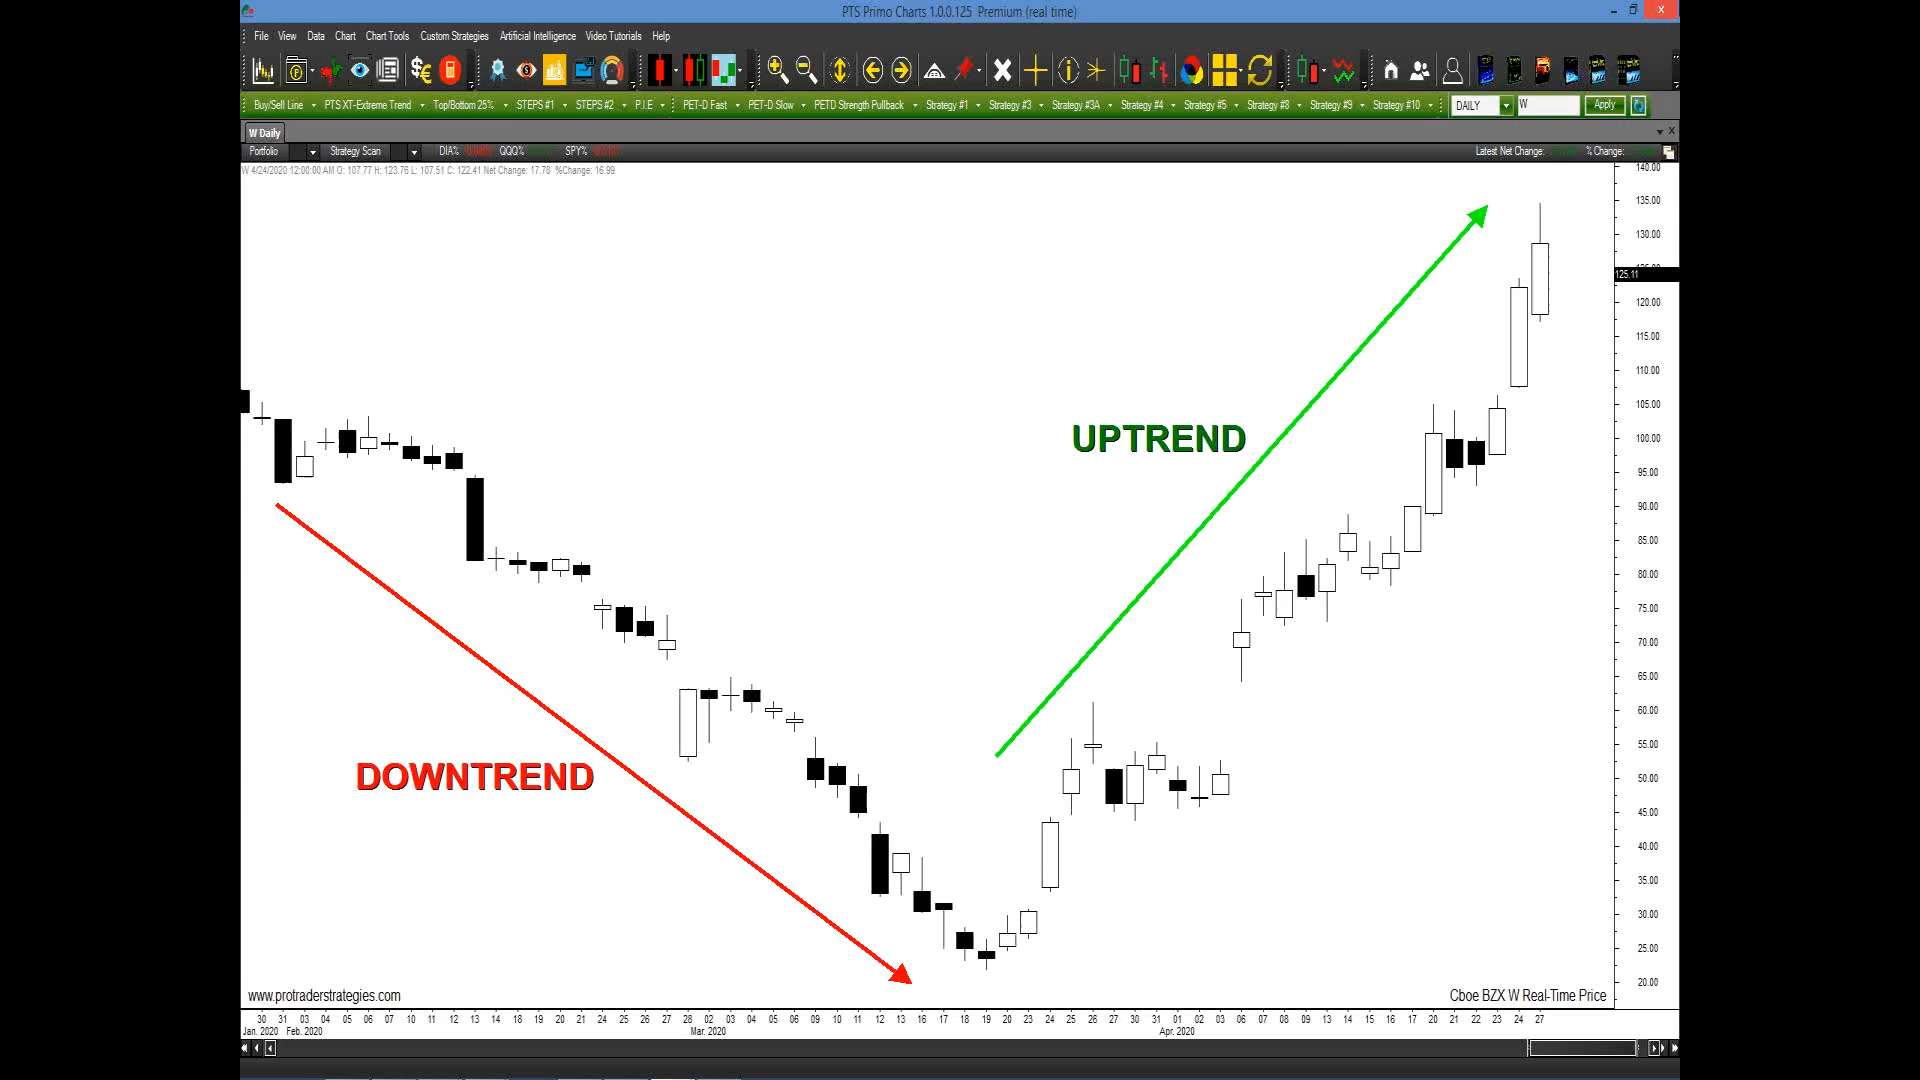 PTS Primo Charts 1.0.0.125 Premium (real time)
File View Data Chart Chart Tools Custom Strategies Artificial Intelligence Video Tutorials Help
Buy/Sell Line PTS XT-Extreme Trend Top/Bottom 25% STEPS #1 STEPS #2 P.I.E PET-D Fast PET-D Slow PETD Strength Pullback Strategy #1 Strategy #3 Strategy #3A Strategy #4 Strategy #5 Strategy #8 Strategy #9 Strategy #10 DAILY W Apply
W Daily
Portfolio Strategy Scan DIA% QQQ% SPY% Latest Net Change: % Change:
W 4/24/2020 12:00:00 AM O: 107.77 H: 123.76 L: 107.51 C: 122.41 Net Change: 17.78 %Change: 16.99
140.00
135.00
130.00
125.11
120.00
115.00
110.00
105.00
100.00
95.00
90.00
85.00
80.00
75.00
70.00
65.00
60.00
55.00
50.00
45.00
40.00
35.00
30.00
25.00
20.00
UPTREND
DOWNTREND
www.protraderstrategies.com
Cboe BZX W Real-Time Price
30 31 03 04 05 06 07 10 11 12 13 14 18 19 20 21 24 25 26 27 28 02 03 04 05 06 09 10 11 12 13 16 17 18 19 20 23 24 25 26 27 30 31 01 02 03 06 07 08 09 13 14 15 16 17 20 21 22 23 24 27
Jan. 2020 Feb. 2020 Mar. 2020 Apr. 2020